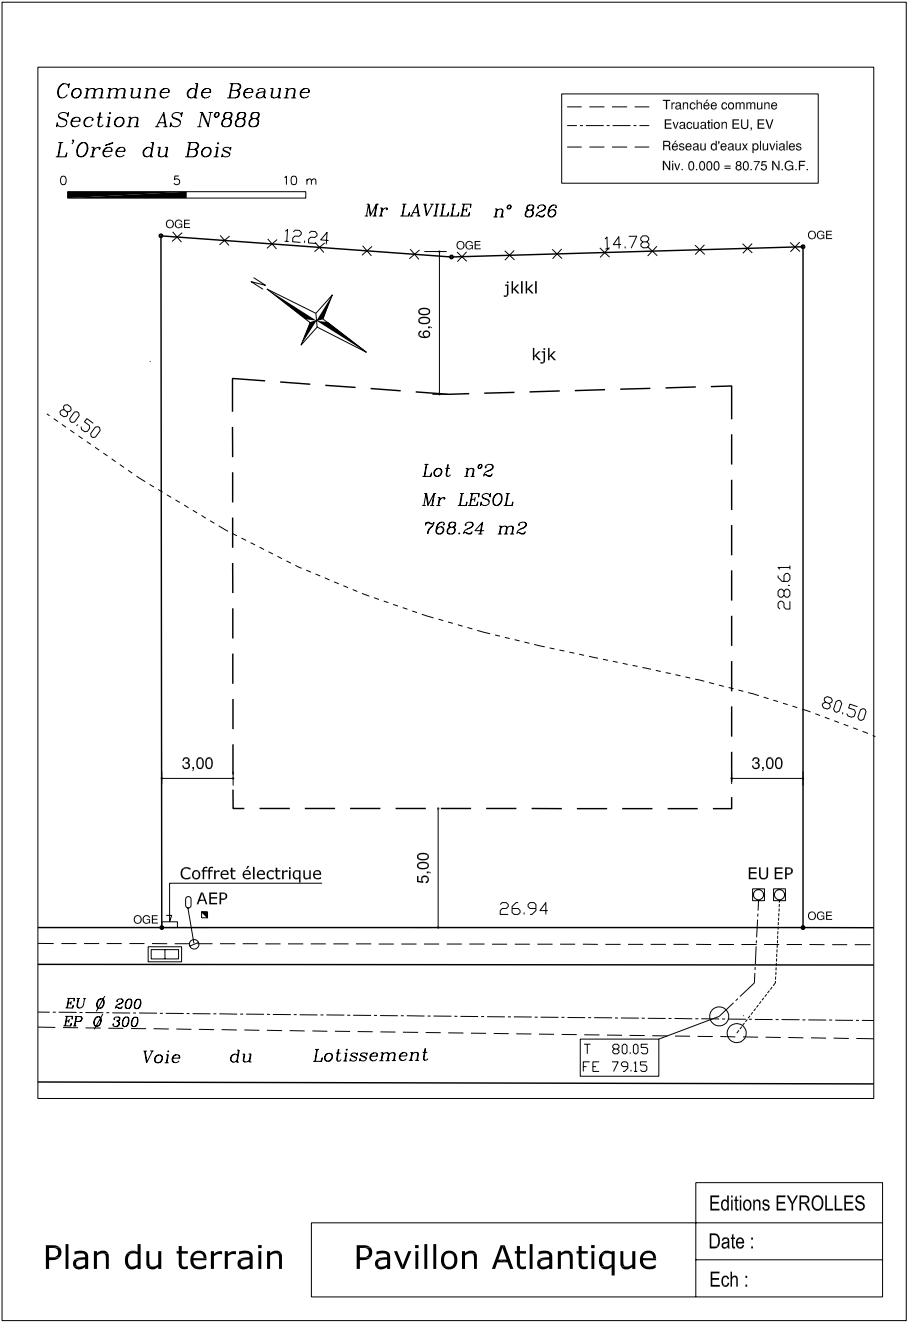 Commune de Beaune
Section AS N°888
L'Orée du Bois
0 5 10 m
Tranchée commune
Evacuation EU, EV
Réseau d'eaux pluviales
Niv. 0.000 = 80.75 N.G.F.
Mr LAVILLE n° 826
OGE
12.24
OGE
14.78
OGE
N
jklkl
6,00
kjk
80.50
Lot n°2
Mr LESOL
768.24 m2
28.61
80.50
3,00
3,00
5,00
Coffret électrique
AEP
EU EP
26.94
OGE
OGE
EU Ø 200
EP Ø 300
Voie du Lotissement
T 80.05
FE 79.15
Plan du terrain
Pavillon Atlantique
Editions EYROLLES
Date :
Ech :